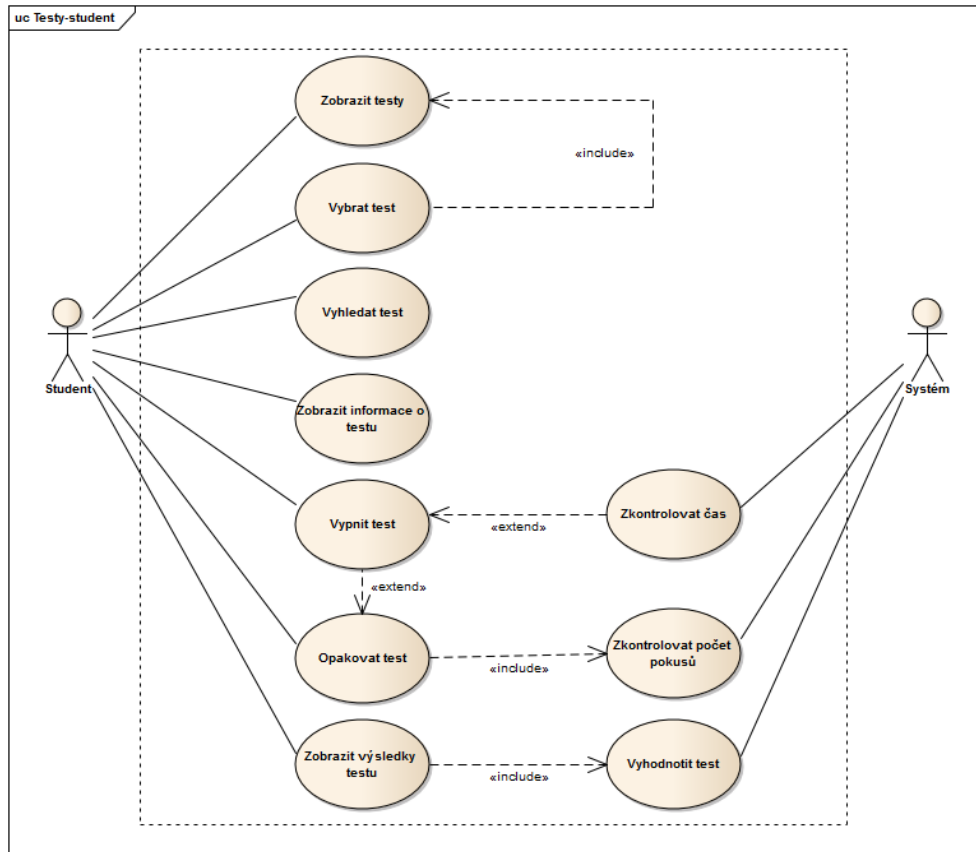 uc Testy-student
Zobrazit testy
«include»
Vybrat test
Vyhledat test
Student
Systém
Zobrazit informace o
testu
Vypnit test
«extend»
Zkontrolovat čas
«extend»
Opakovat test
«include»
Zkontrolovat počet
pokusů
Zobrazit výsledky
testu
«include»
Vyhodnotit test